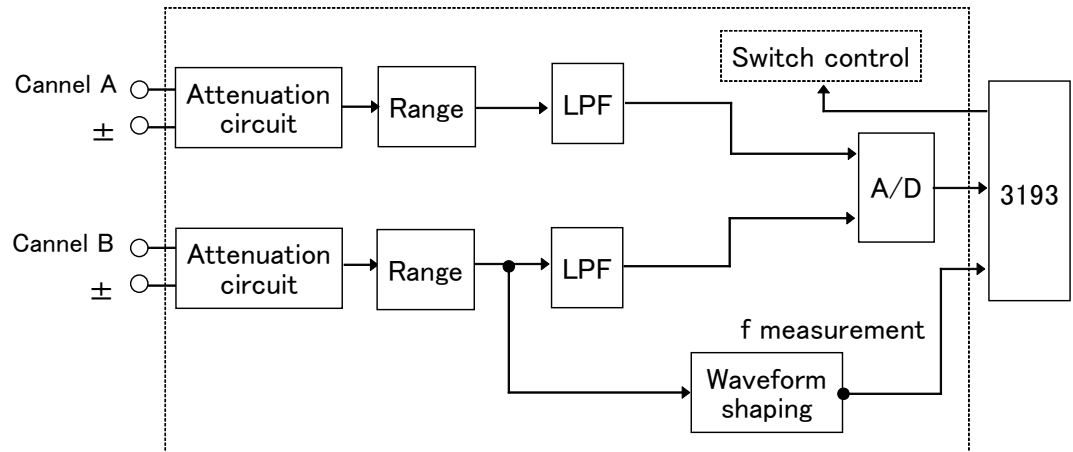 Switch control
Cannel A
Attenuation
circuit
Range
LPF
±
A/D
3193
Cannel B
Attenuation
circuit
Range
LPF
±
f measurement
Waveform
shaping